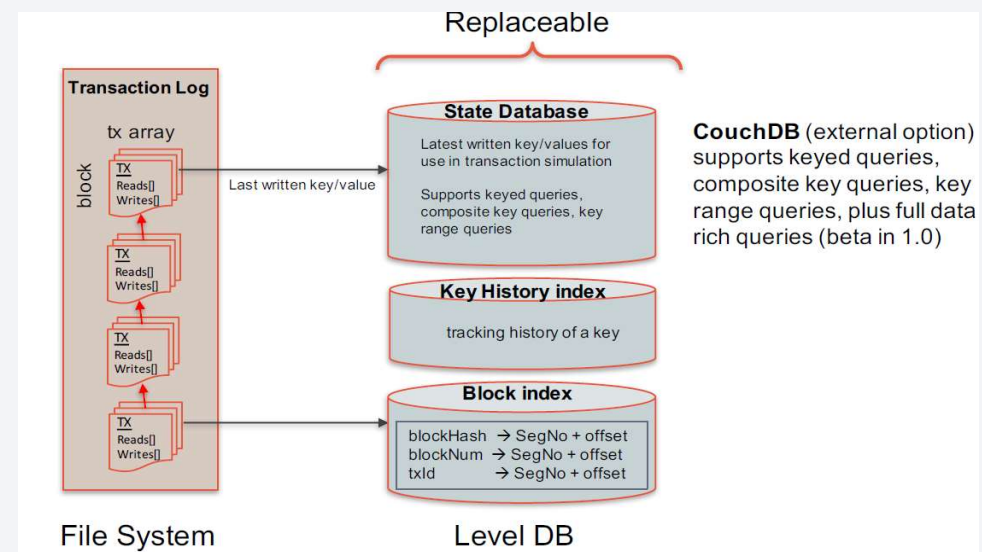 Replaceable
Transaction Log
tx array
block
TX
Reads[]
Writes[]
TX
Reads[]
Writes[]
TX
Reads[]
Writes[]
TX
Reads[]
Writes[]
File System
Last written key/value
State Database
Latest written key/values for
use in transaction simulation
Supports keyed queries,
composite key queries, key
range queries
Key History index
tracking history of a key
Block index
blockHash → SegNo + offset
blockNum → SegNo + offset
txId → SegNo + offset
Level DB
CouchDB (external option)
supports keyed queries,
composite key queries, key
range queries, plus full data
rich queries (beta in 1.0)